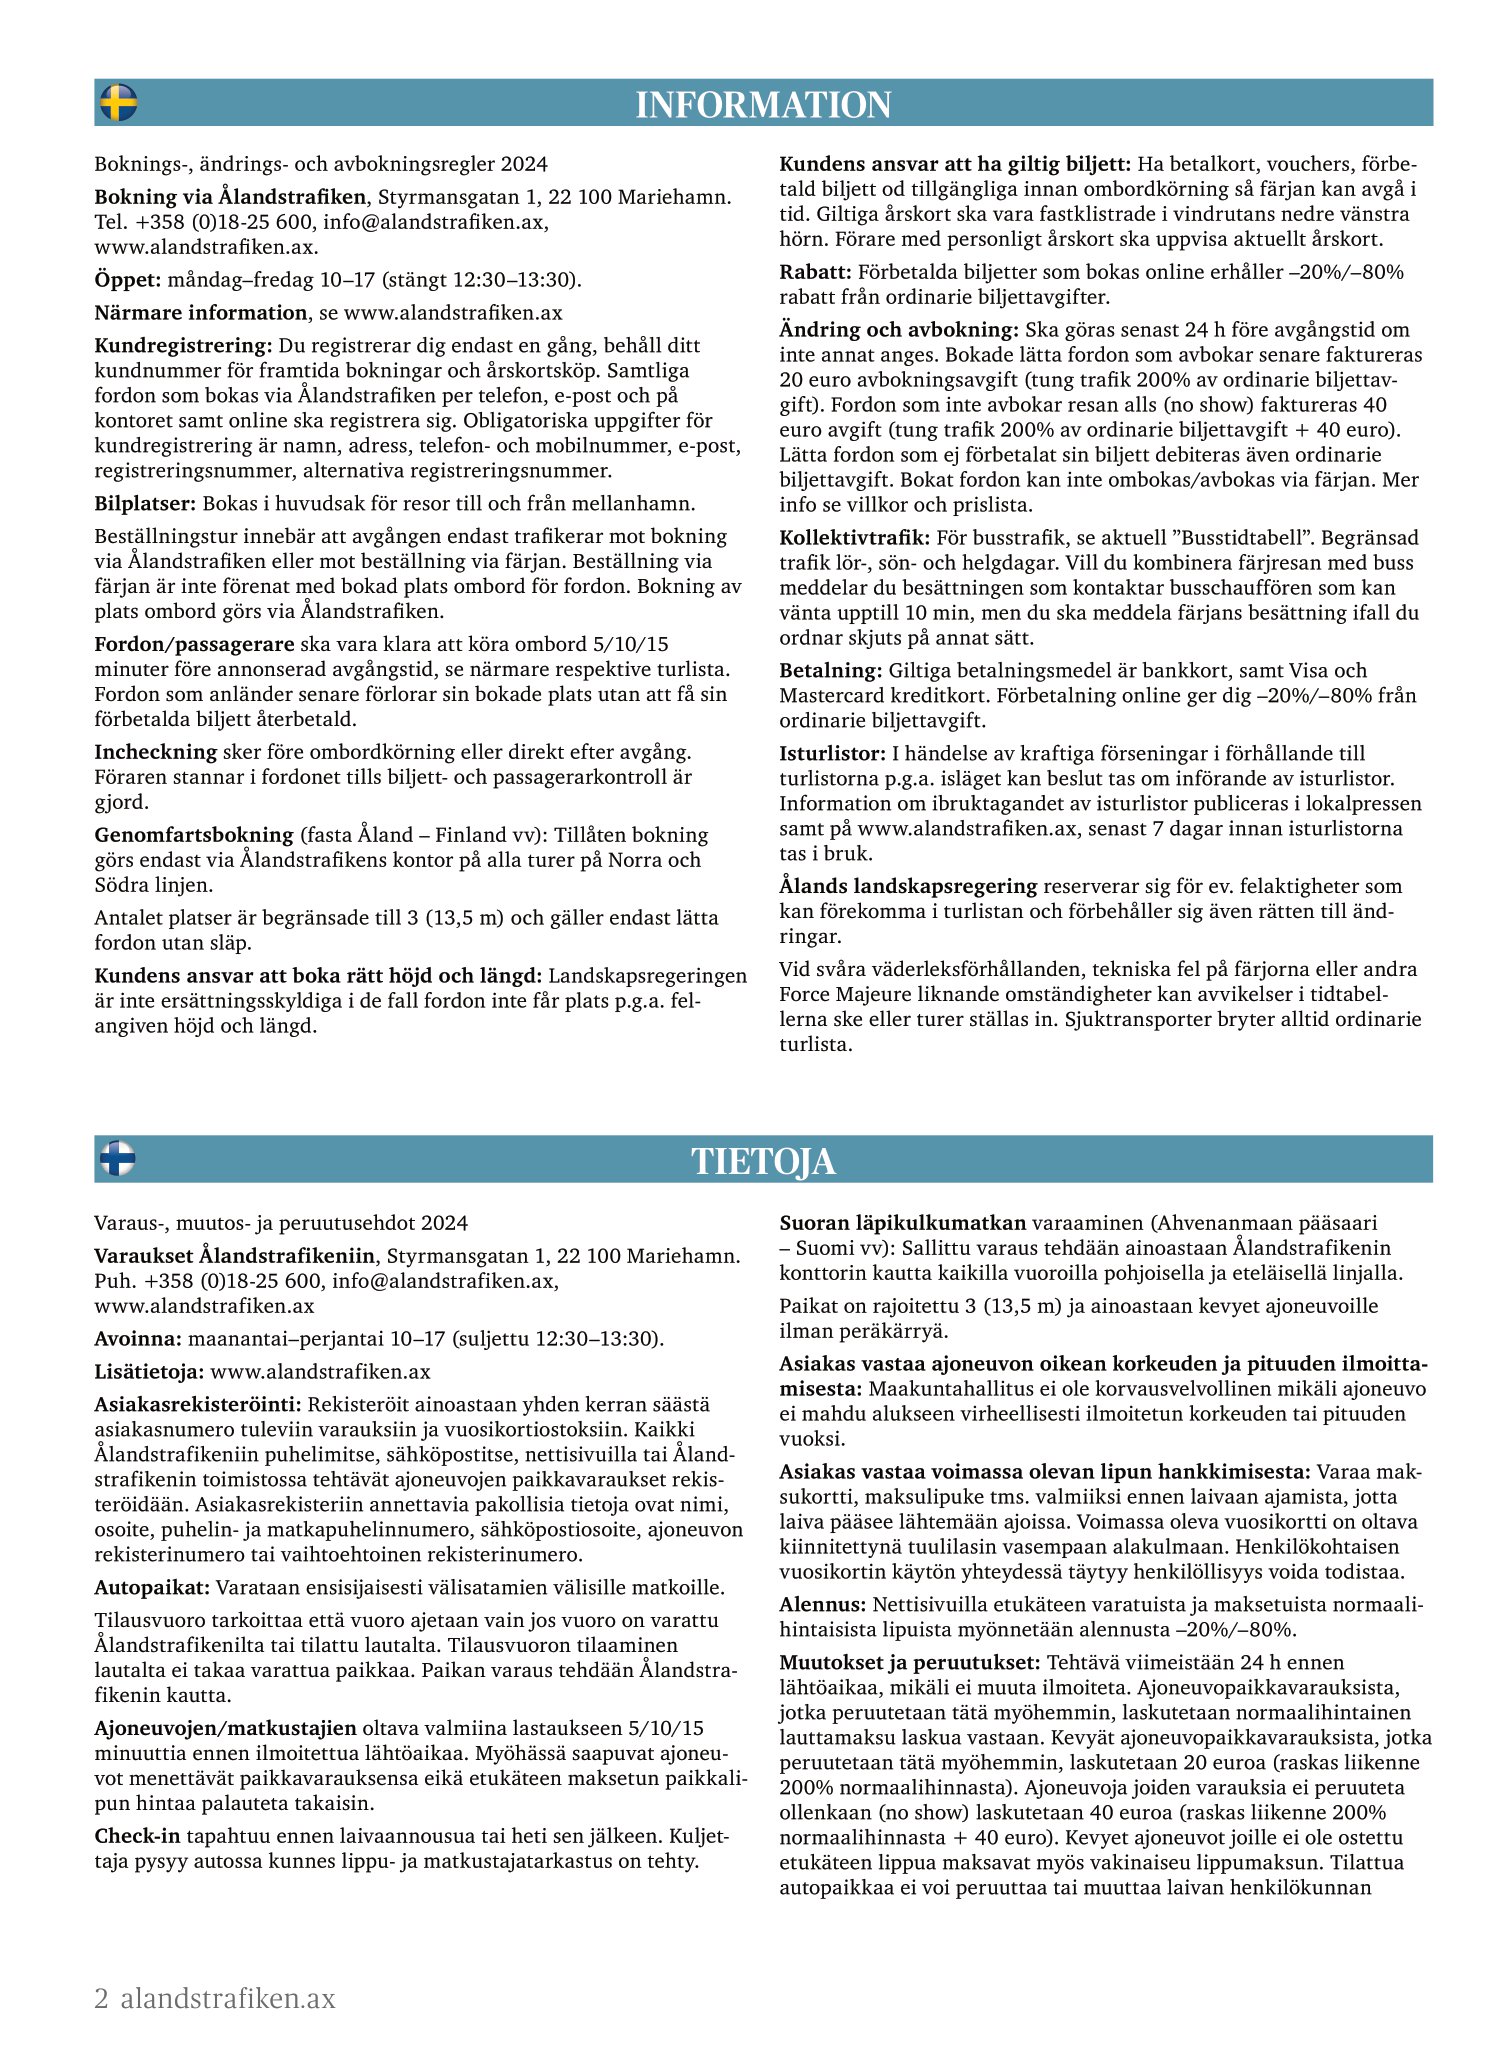 INFORMATION
Boknings-, ändrings- och avbokningsregler 2024
Bokning via Ålandstrafiken, Styrmansgatan 1, 22 100 Mariehamn.
Tel. +358 (0)18-25 600, info@alandstrafiken.ax,
www.alandstrafiken.ax.
Öppet: måndag–fredag 10–17 (stängt 12:30–13:30).
Närmare information, se www.alandstrafiken.ax
Kundregistrering: Du registrerar dig endast en gång, behåll ditt
kundnummer för framtida bokningar och årskortsköp. Samtliga
fordon som bokas via Ålandstrafiken per telefon, e-post och på
kontoret samt online ska registrera sig. Obligatoriska uppgifter för
kundregistrering är namn, adress, telefon- och mobilnummer, e-post,
registreringsnummer, alternativa registreringsnummer.
Bilplatser: Bokas i huvudsak för resor till och från mellanhamn.
Beställningstur innebär att avgången endast trafikerar mot bokning
via Ålandstrafiken eller mot beställning via färjan. Beställning via
färjan är inte förenat med bokad plats ombord för fordon. Bokning av
plats ombord görs via Ålandstrafiken.
Fordon/passagerare ska vara klara att köra ombord 5/10/15
minuter före annonserad avgångstid, se närmare respektive turlista.
Fordon som anländer senare förlorar sin bokade plats utan att få sin
förbetalda biljett återbetald.
Incheckning sker före ombordkörning eller direkt efter avgång.
Föraren stannar i fordonet tills biljett- och passagerarkontroll är
gjord.
Genomfartsbokning (fasta Åland – Finland vv): Tillåten bokning
görs endast via Ålandstrafikens kontor på alla turer på Norra och
Södra linjen.
Antalet platser är begränsade till 3 (13,5 m) och gäller endast lätta
fordon utan släp.
Kundens ansvar att boka rätt höjd och längd: Landskapsregeringen
är inte ersättningsskyldiga i de fall fordon inte får plats p.g.a. fel-
angiven höjd och längd.
Kundens ansvar att ha giltig biljett: Ha betalkort, vouchers, förbe-
tald biljett od tillgängliga innan ombordkörning så färjan kan avgå i
tid. Giltiga årskort ska vara fastklistrade i vindrutans nedre vänstra
hörn. Förare med personligt årskort ska uppvisa aktuellt årskort.
Rabatt: Förbetalda biljetter som bokas online erhåller –20%/–80%
rabatt från ordinarie biljettavgifter.
Ändring och avbokning: Ska göras senast 24 h före avgångstid om
inte annat anges. Bokade lätta fordon som avbokar senare faktureras
20 euro avbokningsavgift (tung trafik 200% av ordinarie biljettav-
gift). Fordon som inte avbokar resan alls (no show) faktureras 40
euro avgift (tung trafik 200% av ordinarie biljettavgift + 40 euro).
Lätta fordon som ej förbetalat sin biljett debiteras även ordinarie
biljettavgift. Bokat fordon kan inte ombokas/avbokas via färjan. Mer
info se villkor och prislista.
Kollektivtrafik: För busstrafik, se aktuell ”Busstidtabell”. Begränsad
trafik lör-, sön- och helgdagar. Vill du kombinera färjresan med buss
meddelar du besättningen som kontaktar busschauffören som kan
vänta upptill 10 min, men du ska meddela färjans besättning ifall du
ordnar skjuts på annat sätt.
Betalning: Giltiga betalningsmedel är bankkort, samt Visa och
Mastercard kreditkort. Förbetalning online ger dig –20%/–80% från
ordinarie biljettavgift.
Isturlistor: I händelse av kraftiga förseningar i förhållande till
turlistorna p.g.a. isläget kan beslut tas om införande av isturlistor.
Information om ibruktagandet av isturlistor publiceras i lokalpressen
samt på www.alandstrafiken.ax, senast 7 dagar innan isturlistorna
tas i bruk.
Ålands landskapsregering reserverar sig för ev. felaktigheter som
kan förekomma i turlistan och förbehåller sig även rätten till änd-
ringar.
Vid svåra väderleksförhållanden, tekniska fel på färjorna eller andra
Force Majeure liknande omständigheter kan avvikelser i tidtabel-
lerna ske eller turer ställas in. Sjuktransporter bryter alltid ordinarie
turlista.
TIETOJA
Varaus-, muutos- ja peruutusehdot 2024
Varaukset Ålandstrafikeniin, Styrmansgatan 1, 22 100 Mariehamn.
Puh. +358 (0)18-25 600, info@alandstrafiken.ax,
www.alandstrafiken.ax
Avoinna: maanantai–perjantai 10–17 (suljettu 12:30–13:30).
Lisätietoja: www.alandstrafiken.ax
Asiakasrekisteröinti: Rekisteröit ainoastaan yhden kerran säästä
asiakasnumero tuleviin varauksiin ja vuosikortiostoksiin. Kaikki
Ålandstrafikeniin puhelimitse, sähköpostitse, nettisivuilla tai Åland-
strafikenin toimistossa tehtävät ajoneuvojen paikkavaraukset rekis-
teröidään. Asiakasrekisteriin annettavia pakollisia tietoja ovat nimi,
osoite, puhelin- ja matkapuhelinnumero, sähköpostiosoite, ajoneuvon
rekisterinumero tai vaihtoehtoinen rekisterinumero.
Autopaikat: Varataan ensisijaisesti välisatamien välisille matkoille.
Tilausvuoro tarkoittaa että vuoro ajetaan vain jos vuoro on varattu
Ålandstrafikenilta tai tilattu lautalta. Tilausvuoron tilaaminen
lautalta ei takaa varattua paikkaa. Paikan varaus tehdään Ålandstra-
fikenin kautta.
Ajoneuvojen/matkustajien oltava valmiina lastaukseen 5/10/15
minuuttia ennen ilmoitettua lähtöaikaa. Myöhässä saapuvat ajoneu-
vot menettävät paikkavarauksensa eikä etukäteen maksetun paikkali-
pun hintaa palauteta takaisin.
Check-in tapahtuu ennen laivaannousua tai heti sen jälkeen. Kuljet-
taja pysyy autossa kunnes lippu- ja matkustajatarkastus on tehty.
Suoran läpikulkumatkan varaaminen (Ahvenanmaan pääsaari
– Suomi vv): Sallittu varaus tehdään ainoastaan Ålandstrafikenin
konttorin kautta kaikilla vuoroilla pohjoisella ja eteläisellä linjalla.
Paikat on rajoitettu 3 (13,5 m) ja ainoastaan kevyet ajoneuvoille
ilman peräkärryä.
Asiakas vastaa ajoneuvon oikean korkeuden ja pituuden ilmoitta-
misesta: Maakuntahallitus ei ole korvausvelvollinen mikäli ajoneuvo
ei mahdu alukseen virheellisesti ilmoitetun korkeuden tai pituuden
vuoksi.
Asiakas vastaa voimassa olevan lipun hankkimisesta: Varaa mak-
sukortti, maksulipuke tms. valmiiksi ennen laivaan ajamista, jotta
laiva pääsee lähtemään ajoissa. Voimassa oleva vuosikortti on oltava
kiinnitettynä tuulilasin vasempaan alakulmaan. Henkilökohtaisen
vuosikortin käytön yhteydessä täytyy henkilöllisyys voida todistaa.
Alennus: Nettisivuilla etukäteen varatuista ja maksetuista normaali-
hintaisista lipuista myönnetään alennusta –20%/–80%.
Muutokset ja peruutukset: Tehtävä viimeistään 24 h ennen
lähtöaikaa, mikäli ei muuta ilmoiteta. Ajoneuvopaikkavarauksista,
jotka peruutetaan tätä myöhemmin, laskutetaan normaalihintainen
lauttamaksu laskua vastaan. Kevyät ajoneuvopaikkavarauksista, jotka
peruutetaan tätä myöhemmin, laskutetaan 20 euroa (raskas liikenne
200% normaalihinnasta). Ajoneuvoja joiden varauksia ei peruuteta
ollenkaan (no show) laskutetaan 40 euroa (raskas liikenne 200%
normaalihinnasta + 40 euro). Kevyet ajoneuvot joille ei ole ostettu
etukäteen lippua maksavat myös vakinaiseu lippumaksun. Tilattua
autopaikkaa ei voi peruuttaa tai muuttaa laivan henkilökunnan
2 alandstrafiken.ax